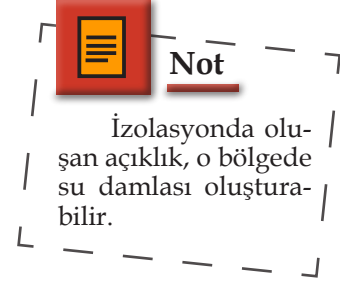 Not
İzolasyonda olu-
şan açıklık, o bölgede
su damlası oluştura-
bilir.